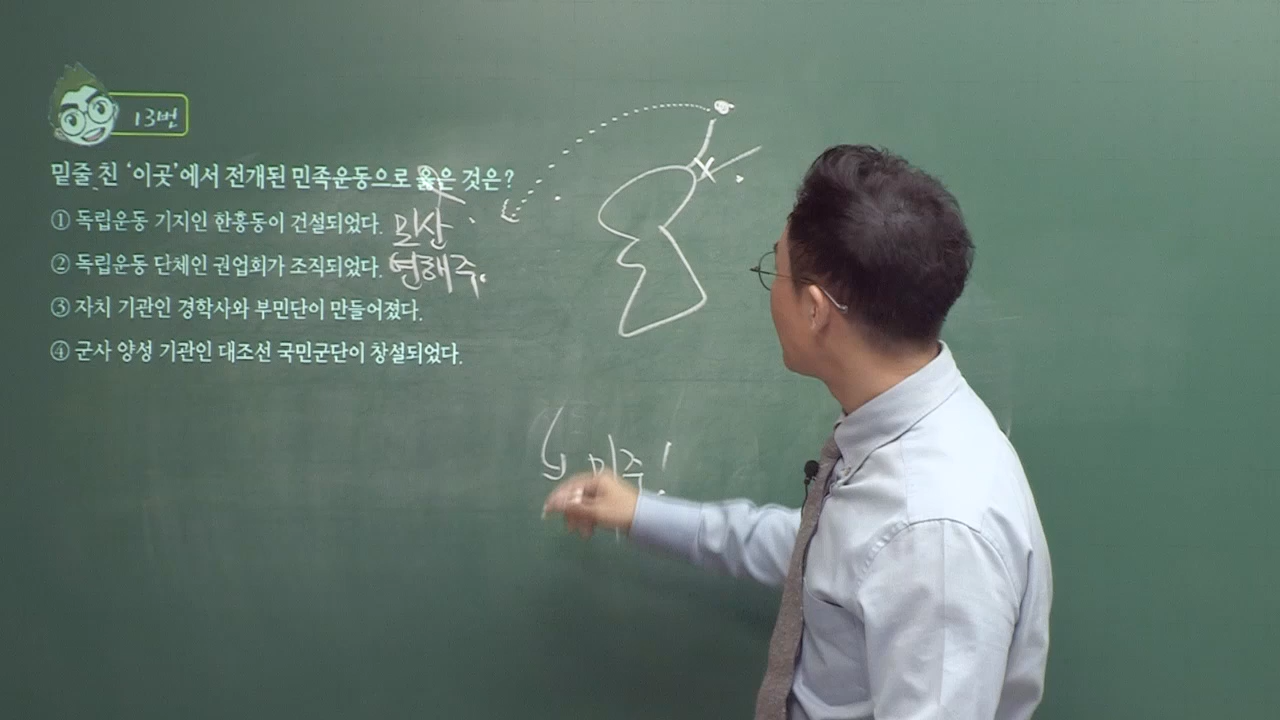 13번
밑줄 친 '이곳'에서 전개된 민족운동으로 옳은 것은?
① 독립운동 기지인 한흥동이 건설되었다. 밀산
② 독립운동 단체인 권업회가 조직되었다. 연해주.
③ 자치 기관인 경학사와 부민단이 만들어졌다.
④ 군사 양성 기관인 대조선 국민군단이 창설되었다.
미주!